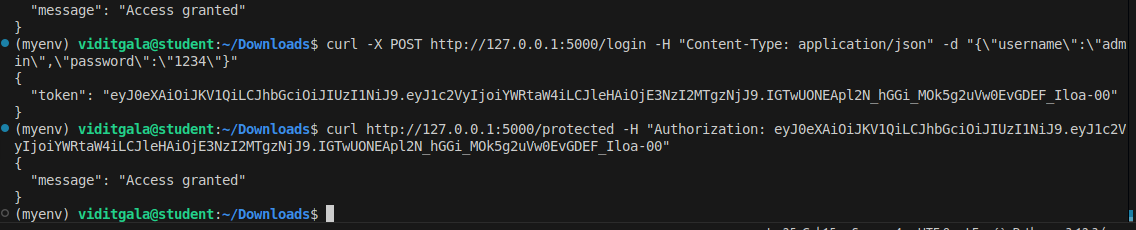 "message": "Access granted"
}
(myenv) viditgala@student:~/Downloads$ curl -X POST http://127.0.0.1:5000/login -H "Content-Type: application/json" -d "{\"username\":\"adm
in\",\"password\":\"1234\"}"
{
"token": "eyJ0eXAiOiJKV1QiLCJhbGciOiJIUzI1NiJ9.eyJ1c2VyIjoiYWRtaW4iLCJleHAiOjE3NzI2MTgzNjJ9.IGTwUONEApl2N_hGGi_MOk5g2uVw0EvGDEF_Iloa-00"
}
(myenv) viditgala@student:~/Downloads$ curl http://127.0.0.1:5000/protected -H "Authorization: eyJ0eXAiOiJKV1QiLCJhbGciOiJIUzI1NiJ9.eyJ1c2V
yIjoiYWRtaW4iLCJleHAiOjE3NzI2MTgzNjJ9.IGTwUONEApl2N_hGGi_MOk5g2uVw0EvGDEF_Iloa-00"
{
"message": "Access granted"
}
(myenv) viditgala@student:~/Downloads$